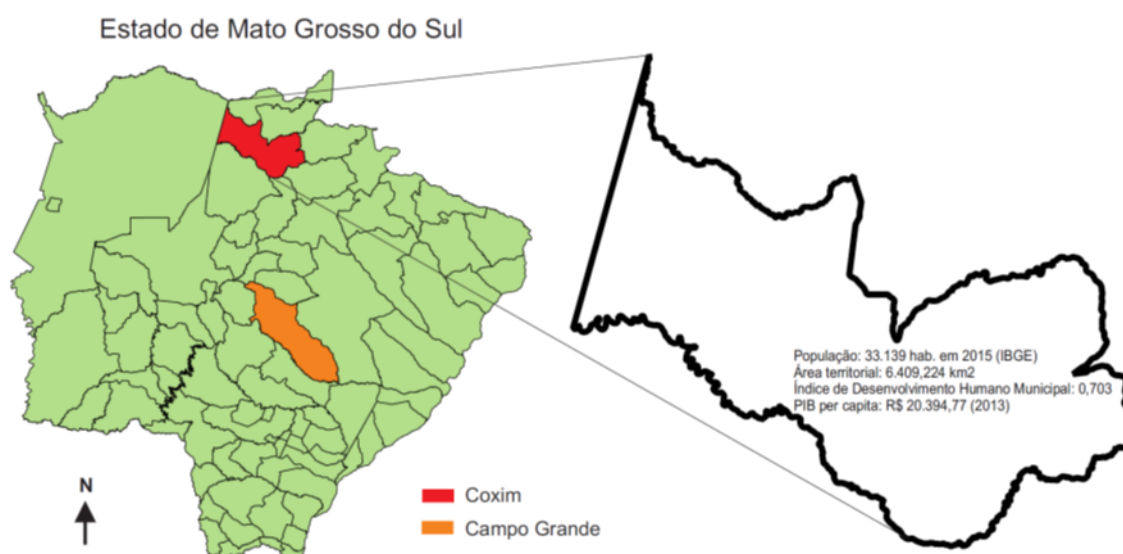 Estado de Mato Grosso do Sul
População: 33.139 hab. em 2015 (IBGE)
Área territorial: 6.409,224 km2
Índice de Desenvolvimento Humano Municipal: 0,703
PIB per capita: R$ 20.394,77 (2013)
N
Coxim
Campo Grande